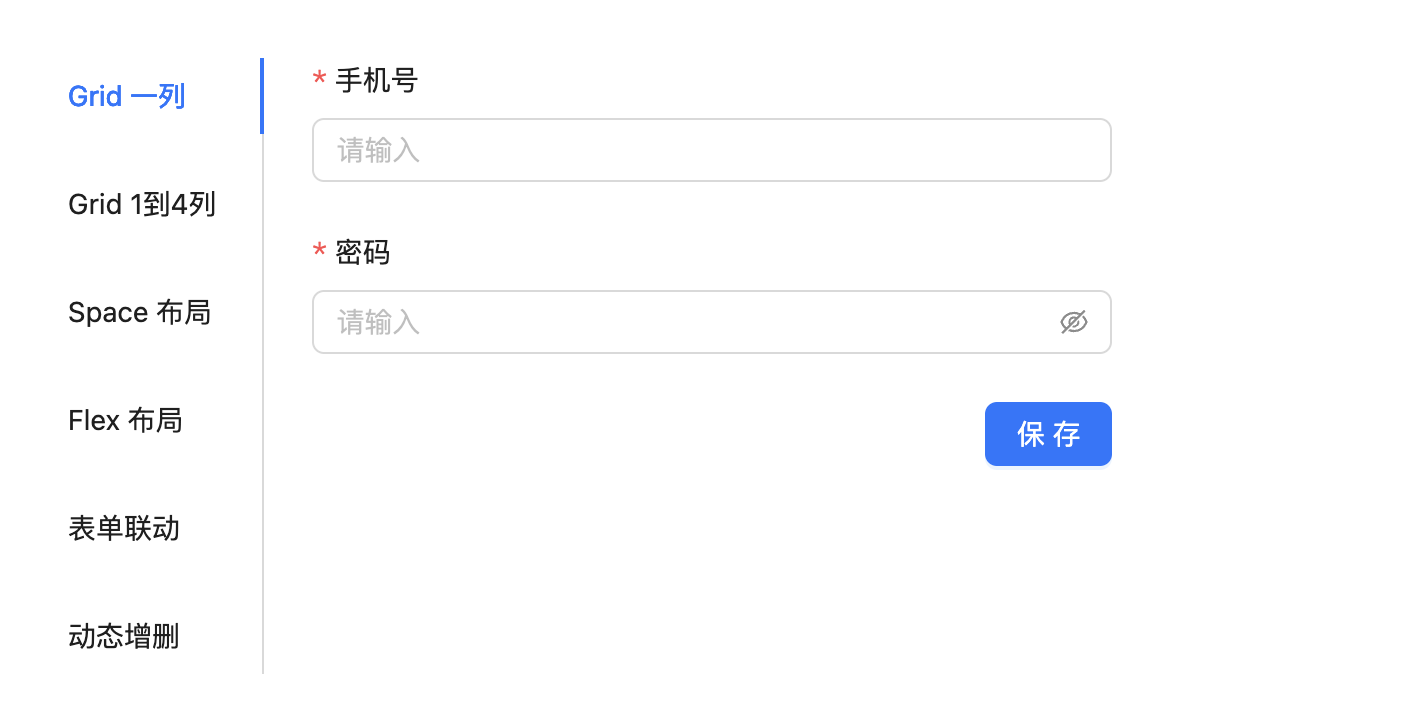 Grid 一列
Grid 1到4列
Space 布局
Flex 布局
表单联动
动态增删
* 手机号
请输入
* 密码
请输入
保 存